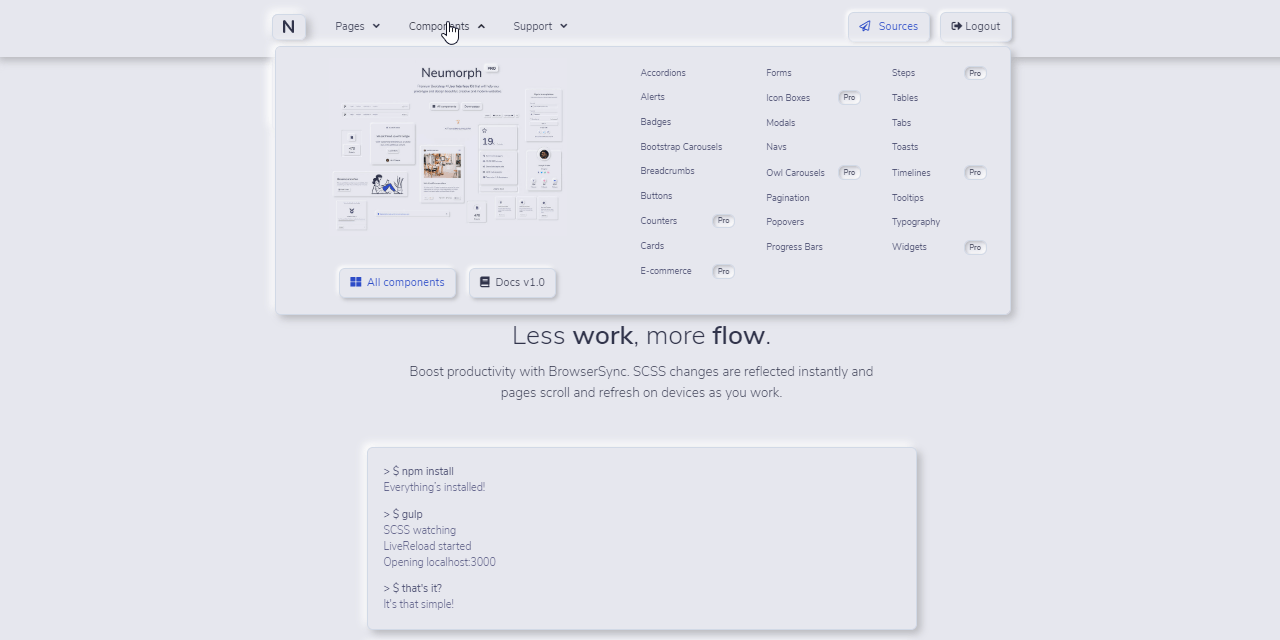 N
Pages
Components
Support
Sources
Logout
Neumorph PRO
All components
Docs v1.0
Accordions
Alerts
Badges
Bootstrap Carousels
Breadcrumbs
Buttons
Counters Pro
Cards
E-commerce Pro
Forms
Icon Boxes Pro
Modals
Navs
Owl Carousels Pro
Pagination
Popovers
Progress Bars
Steps Pro
Tables
Tabs
Toasts
Timelines Pro
Tooltips
Typography
Widgets Pro
Less work, more flow.
Boost productivity with BrowserSync. SCSS changes are reflected instantly and
pages scroll and refresh on devices as you work.
> $ npm install
Everything's installed!
> $ gulp
SCSS watching
LiveReload started
Opening localhost:3000
> $ that's it?
It's that simple!